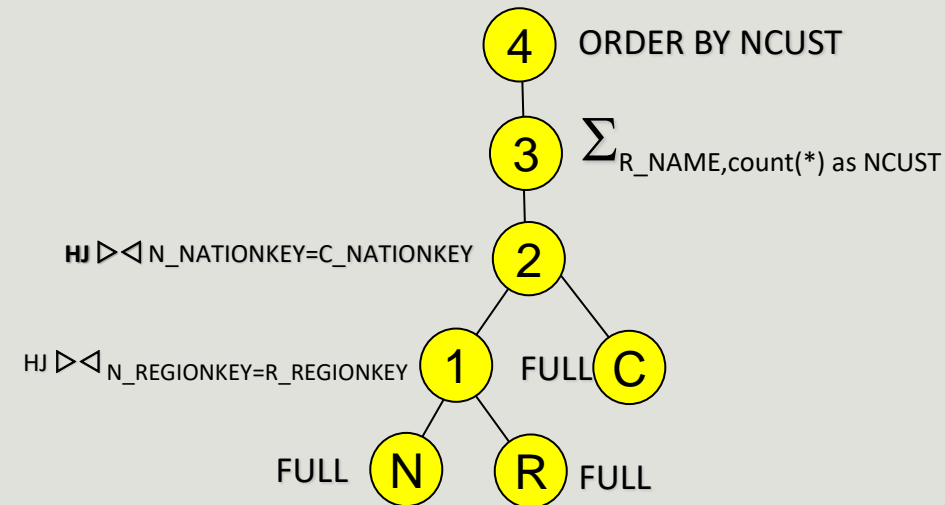 4 ORDER BY NCUST
3 ∑R_NAME,count(*) as NCUST
HJ ▷◁ N_NATIONKEY=C_NATIONKEY 2
HJ ▷◁ N_REGIONKEY=R_REGIONKEY 1 FULL C
FULL N R FULL